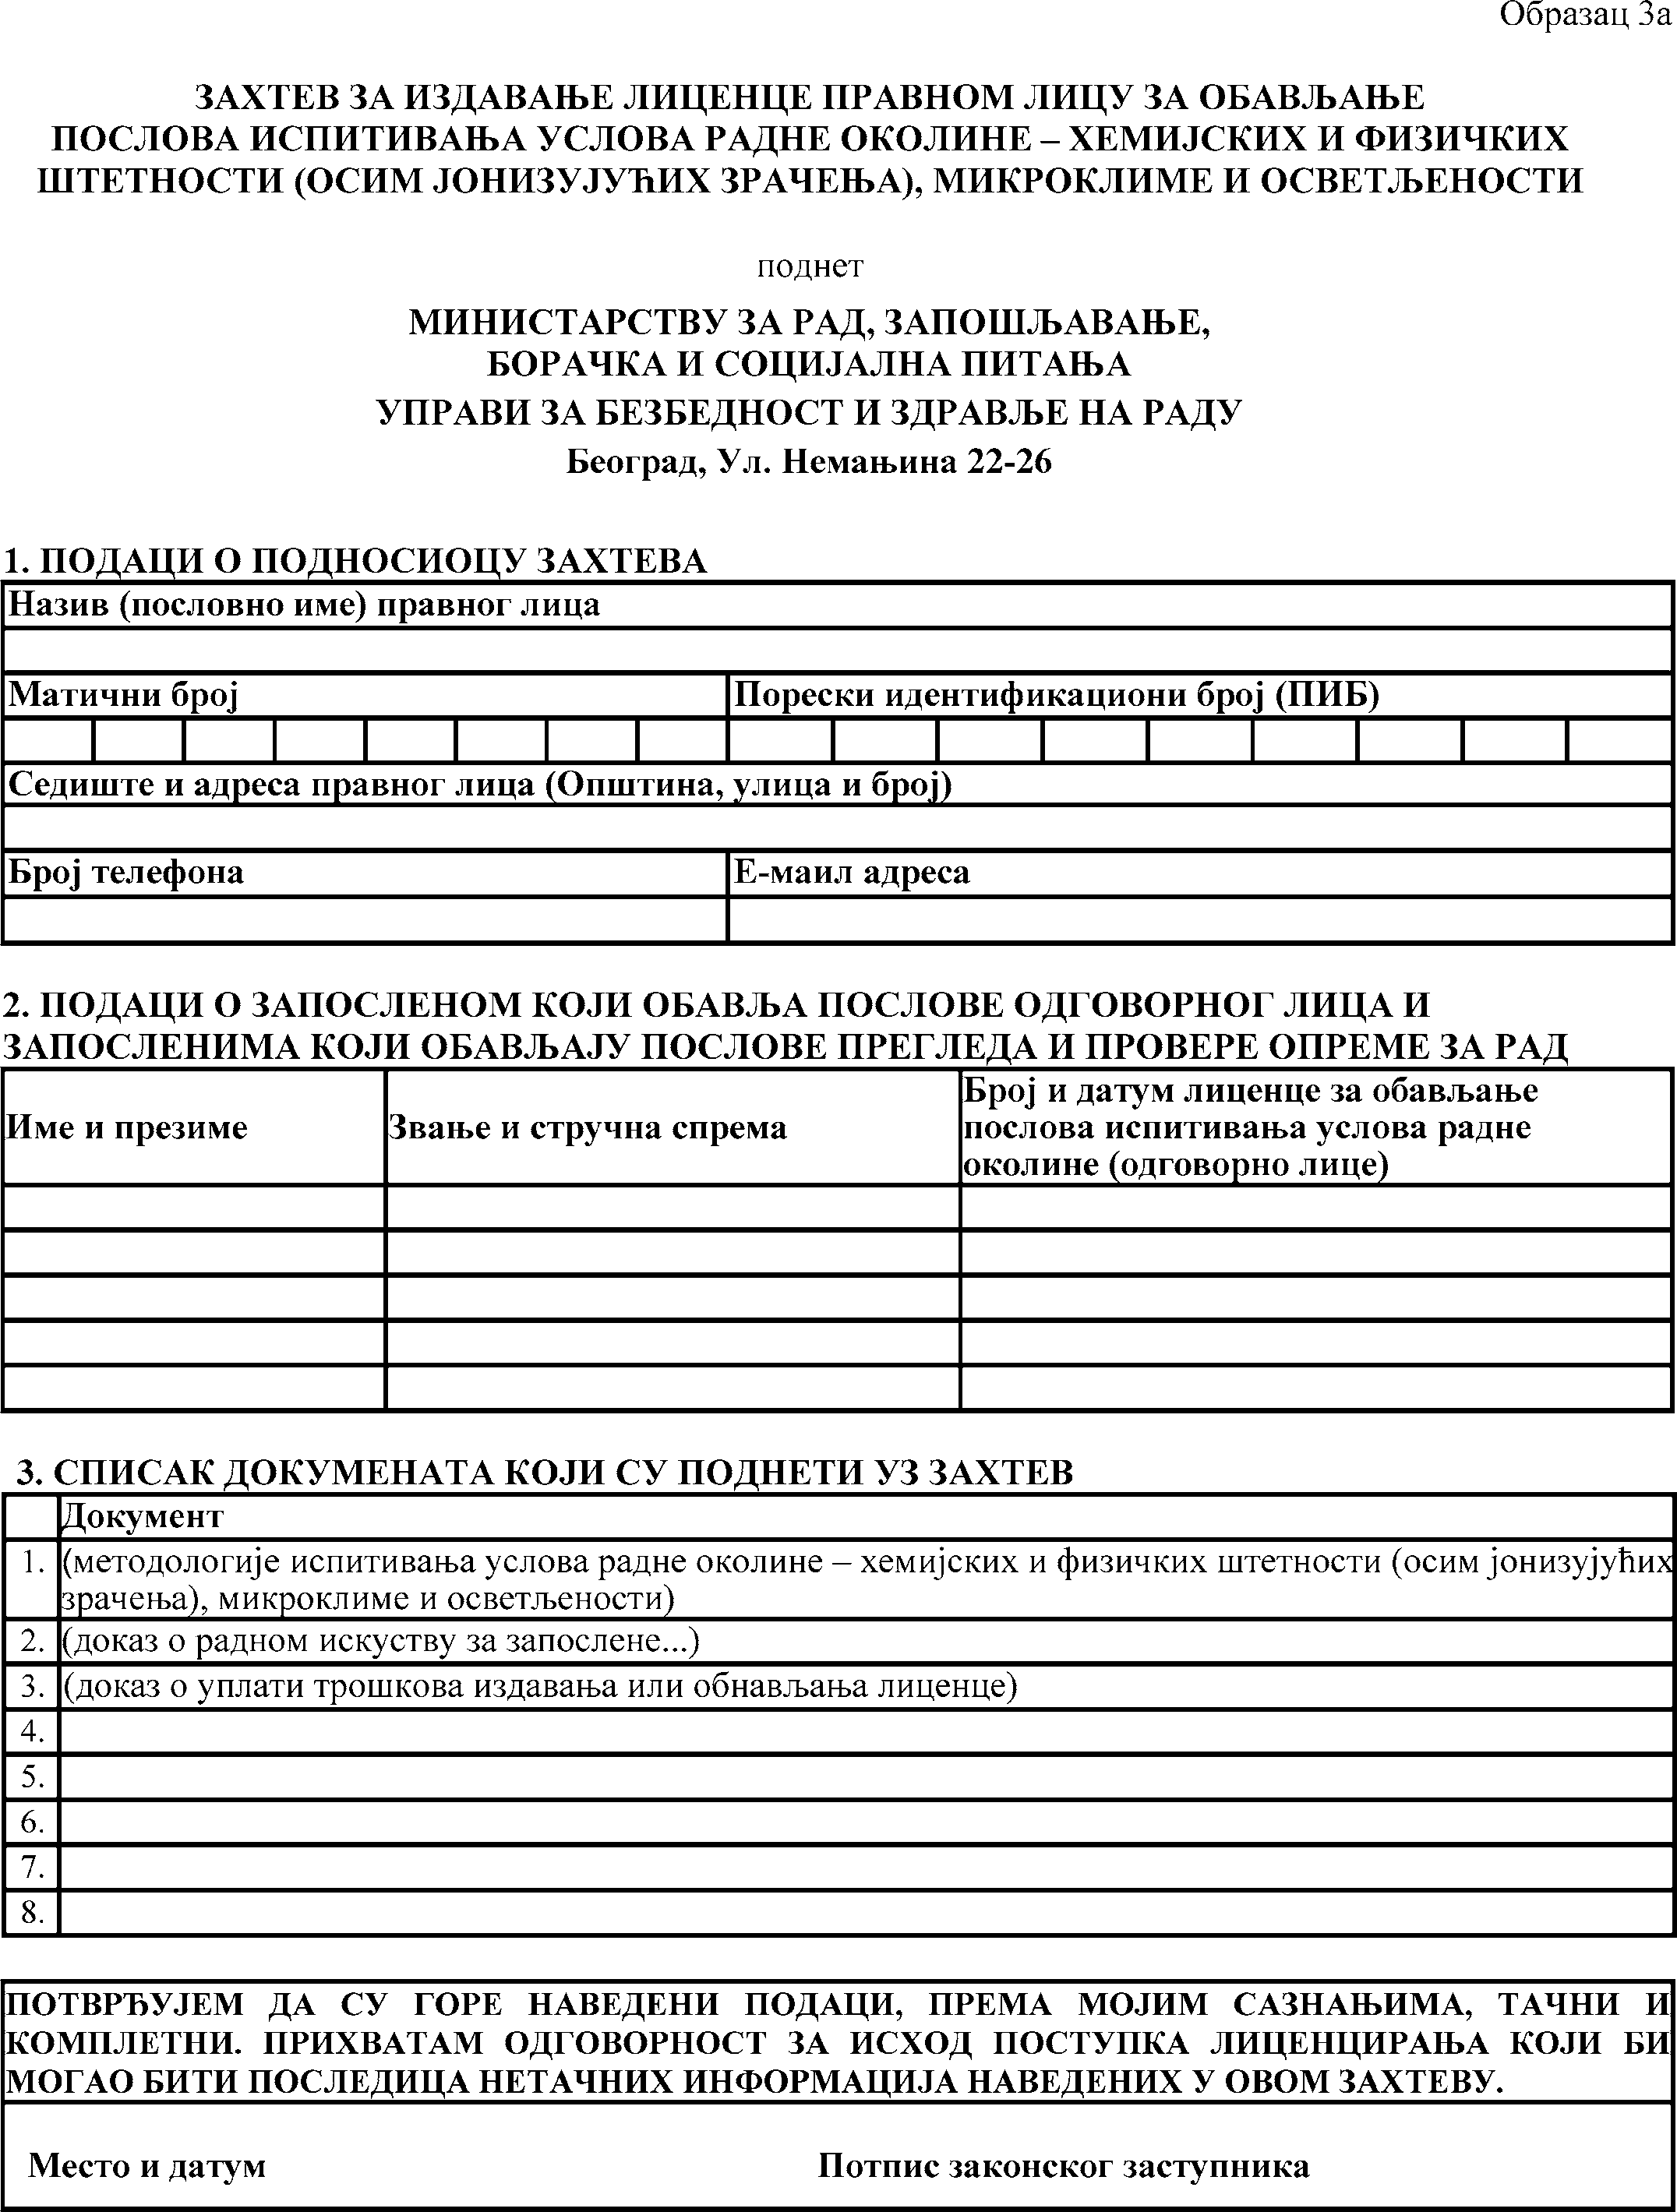 Образац 3а
ЗАХТЕВ ЗА ИЗДАВАЊЕ ЛИЦЕНЦЕ ПРАВНОМ ЛИЦУ ЗА ОБАВЉАЊЕ
ПОСЛОВА ИСПИТИВАЊА УСЛОВА РАДНЕ ОКОЛИНЕ – ХЕМИЈСКИХ И ФИЗИЧКИХ
ШТЕТНОСТИ (ОСИМ ЈОНИЗУЈУЋИХ ЗРАЧЕЊА), МИКРОКЛИМЕ И ОСВЕТЉЕНОСТИ
поднет
МИНИСТАРСТВУ ЗА РАД, ЗАПОШЉАВАЊЕ,
БОРАЧКА И СОЦИЈАЛНА ПИТАЊА
УПРАВИ ЗА БЕЗБЕДНОСТ И ЗДРАВЉЕ НА РАДУ
Београд, Ул. Немањина 22-26
1. ПОДАЦИ О ПОДНОСИОЦУ ЗАХТЕВА
Назив (пословно име) правног лица
Матични број
Порески идентификациони број (ПИБ)
Седиште и адреса правног лица (Општина, улица и број)
Број телефона
Е-маил адреса
2. ПОДАЦИ О ЗАПОСЛЕНОМ КОЈИ ОБАВЉА ПОСЛОВЕ ОДГОВОРНОГ ЛИЦА И
ЗАПОСЛЕНИМА КОЈИ ОБАВЉАЈУ ПОСЛОВЕ ПРЕГЛЕДА И ПРОВЕРЕ ОПРЕМЕ ЗА РАД
Име и презиме
Звање и стручна спрема
Број и датум лиценце за обављање
послова испитивања услова радне
околине (одговорно лице)
3. СПИСАК ДОКУМЕНАТА КОЈИ СУ ПОДНЕТИ УЗ ЗАХТЕВ
Документ
1. (методологије испитивања услова радне околине – хемијских и физичких штетности (осим јонизујућих
зрачења), микроклиме и осветљености)
2. (доказ о радном искуству за запослене...)
3. (доказ о уплати трошкова издавања или обнављања лиценце)
4.
5.
6.
7.
8.
ПОТВРЂУЈЕМ ДА СУ ГОРЕ НАВЕДЕНИ ПОДАЦИ, ПРЕМА МОЈИМ САЗНАЊИМА, ТАЧНИ И
КОМПЛЕТНИ. ПРИХВАТАМ ОДГОВОРНОСТ ЗА ИСХОД ПОСТУПКА ЛИЦЕНЦИРАЊА КОЈИ БИ
МОГАО БИТИ ПОСЛЕДИЦА НЕТАЧНИХ ИНФОРМАЦИЈА НАВЕДЕНИХ У ОВОМ ЗАХТЕВУ.
Место и датум
Потпис законског заступника